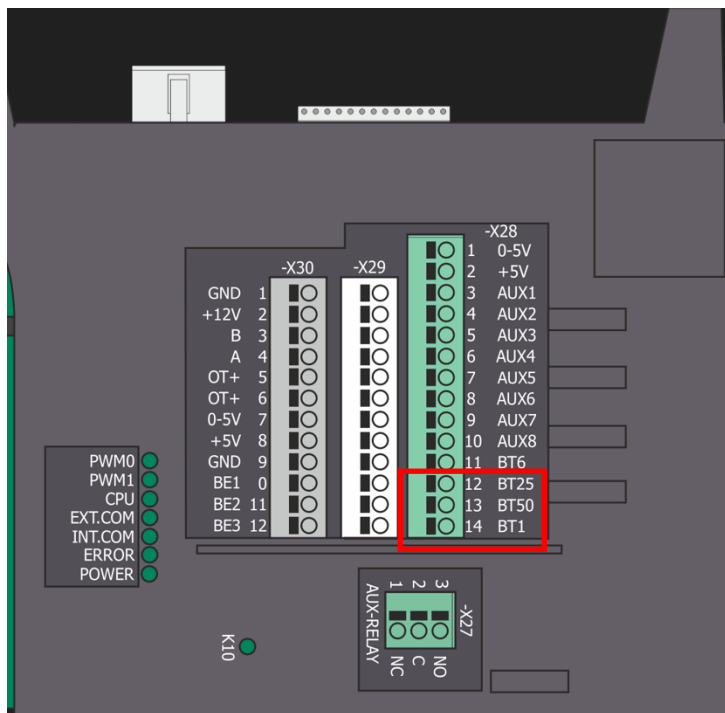 -X28
1 0-5V
2 +5V
3 AUX1
4 AUX2
5 AUX3
6 AUX4
7 AUX5
8 AUX6
9 AUX7
10 AUX8
11 BT6
12 BT25
13 BT50
14 BT1
-X30
-X29
GND 1
+12V 2
B 3
A 4
OT+ 5
OT+ 6
0-5V 7
+5V 8
GND 9
BE1 0
BE2 11
BE3 12
PWM0
PWM1
CPU
EXT.COM
INT.COM
ERROR
POWER
K10
AUX-RELAY
1 2 3
-X27
NC C NO